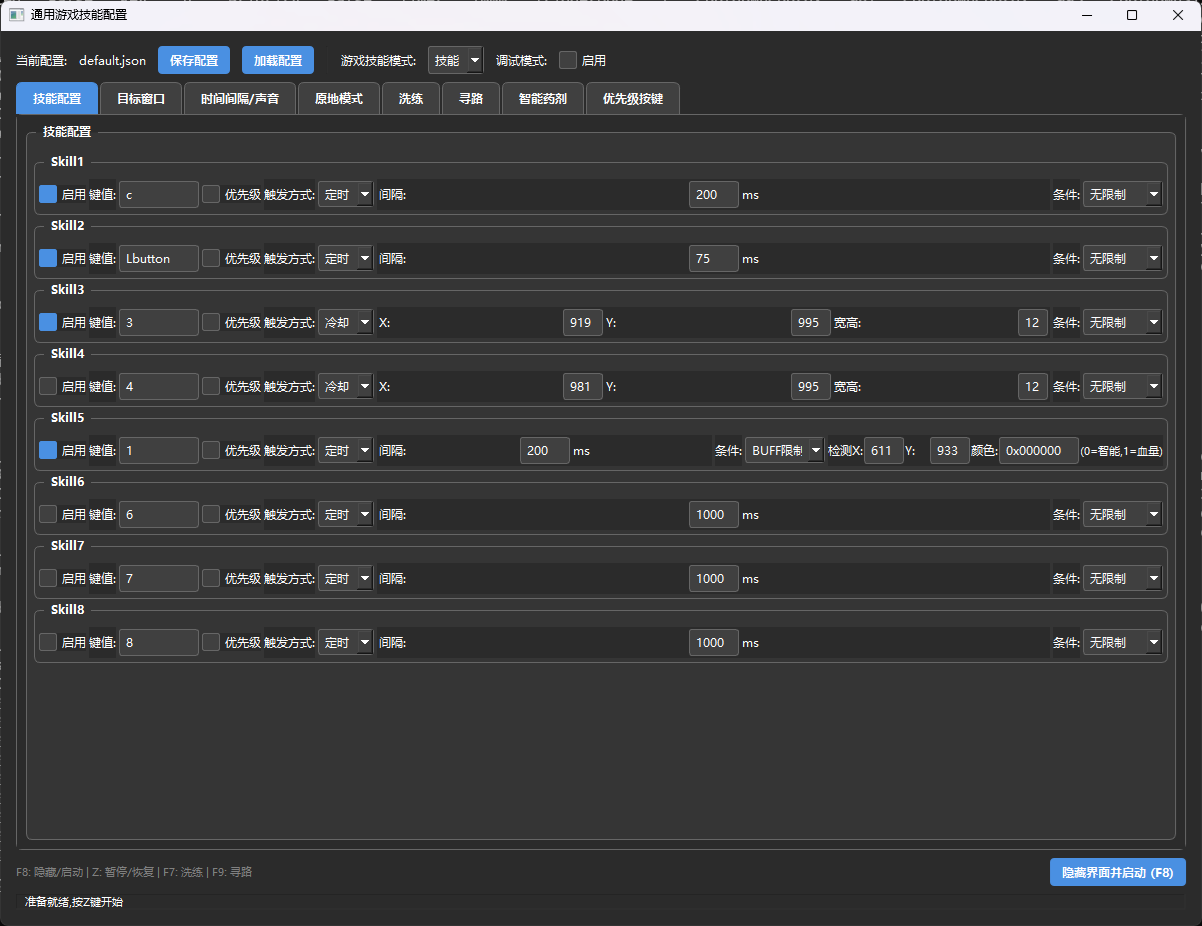 通用游戏技能配置
当前配置: default.json 保存配置 加载配置 游戏技能模式: 技能 调试模式: 启用
技能配置 目标窗口 时间间隔/声音 原地模式 洗练 寻路 智能药剂 优先级按键
技能配置
Skill1
启用 键值: c 优先级 触发方式: 定时 间隔: 200 ms 条件: 无限制
Skill2
启用 键值: Lbutton 优先级 触发方式: 定时 间隔: 75 ms 条件: 无限制
Skill3
启用 键值: 3 优先级 触发方式: 冷却 X: 919 Y: 995 宽高: 12 条件: 无限制
Skill4
启用 键值: 4 优先级 触发方式: 冷却 X: 981 Y: 995 宽高: 12 条件: 无限制
Skill5
启用 键值: 1 优先级 触发方式: 定时 间隔: 200 ms 条件: BUFF限制 检测X: 611 Y: 933 颜色: 0x000000 (0=智能,1=血量)
Skill6
启用 键值: 6 优先级 触发方式: 定时 间隔: 1000 ms 条件: 无限制
Skill7
启用 键值: 7 优先级 触发方式: 定时 间隔: 1000 ms 条件: 无限制
Skill8
启用 键值: 8 优先级 触发方式: 定时 间隔: 1000 ms 条件: 无限制
F8: 隐藏/启动 | Z: 暂停/恢复 | F7: 洗练 | F9: 寻路
隐藏界面并启动 (F8)
准备就绪,按Z键开始